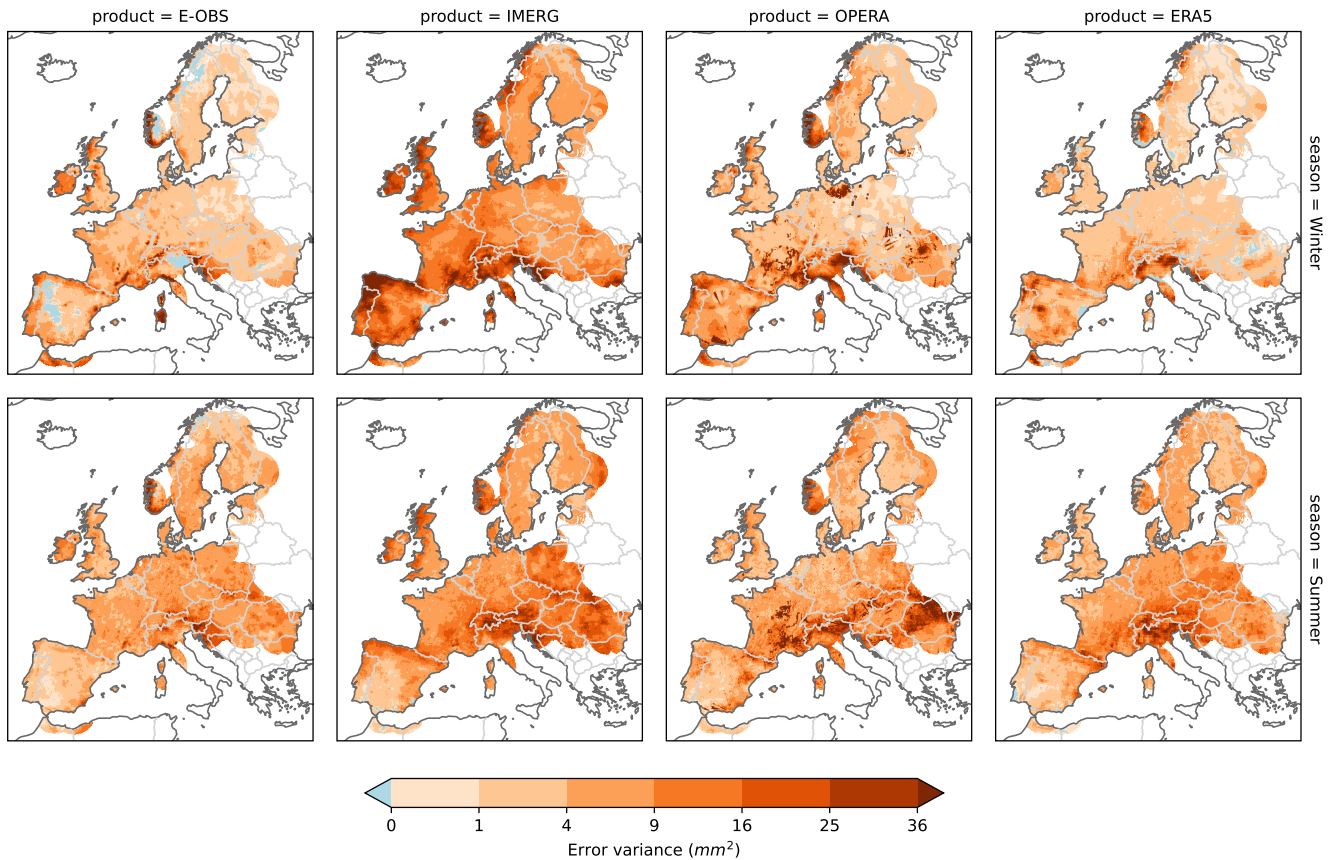 product = E-OBS
product = IMERG
product = OPERA
product = ERA5
season = Winter
season = Summer
0 1 4 9 16 25 36
Error variance (mm²)